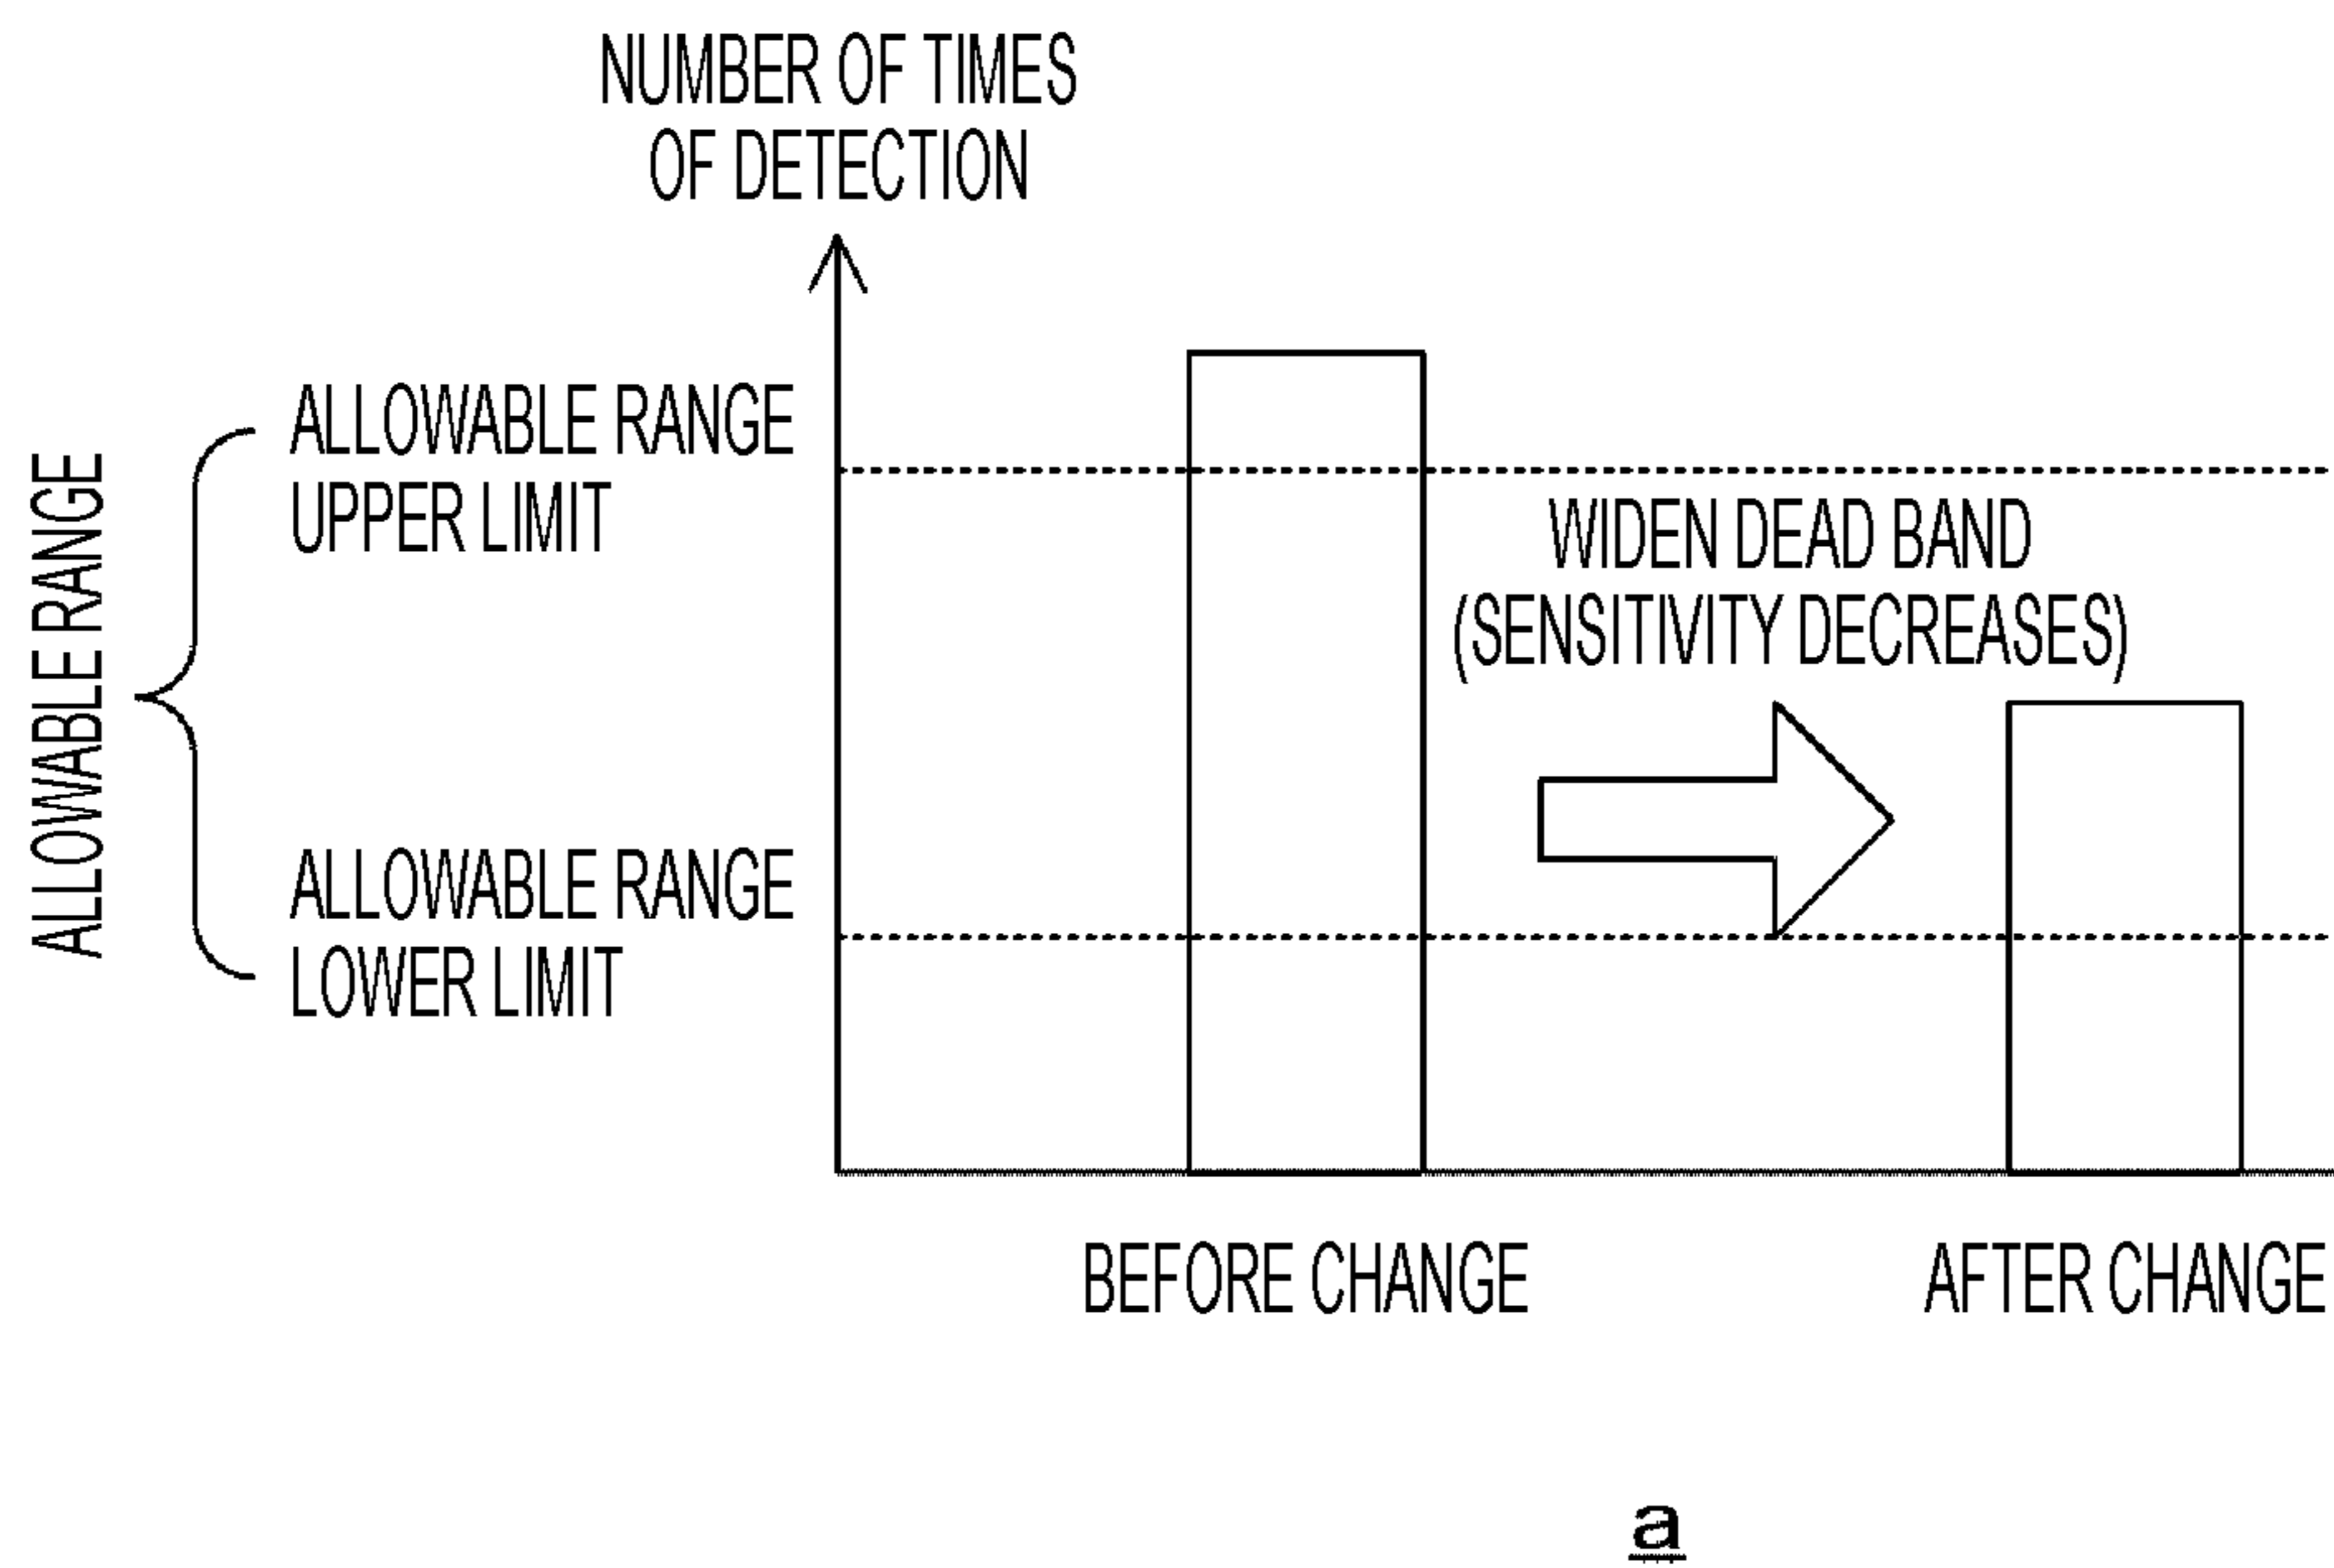 NUMBER OF TIMES
OF DETECTION
ALLOWABLE RANGE
ALLOWABLE RANGE
UPPER LIMIT
WIDEN DEAD BAND
(SENSITIVITY DECREASES)
ALLOWABLE RANGE
LOWER LIMIT
BEFORE CHANGE
AFTER CHANGE
a